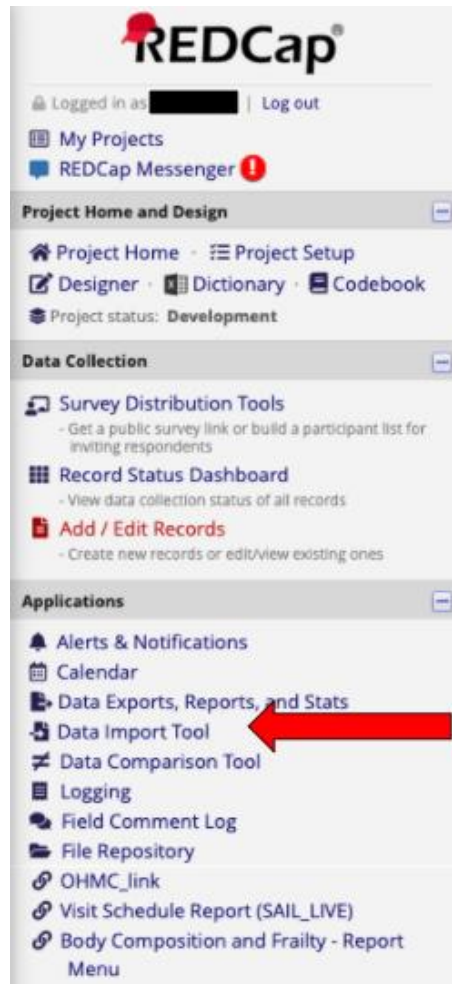 REDCap®
Logged in as | Log out
My Projects
REDCap Messenger
Project Home and Design
Project Home · Project Setup
Designer · Dictionary · Codebook
Project status: Development
Data Collection
Survey Distribution Tools
- Get a public survey link or build a participant list for
inviting respondents
Record Status Dashboard
- View data collection status of all records
Add / Edit Records
- Create new records or edit/view existing ones
Applications
Alerts & Notifications
Calendar
Data Exports, Reports, and Stats
Data Import Tool
Data Comparison Tool
Logging
Field Comment Log
File Repository
OHMC_link
Visit Schedule Report (SAIL_LIVE)
Body Composition and Frailty - Report
Menu